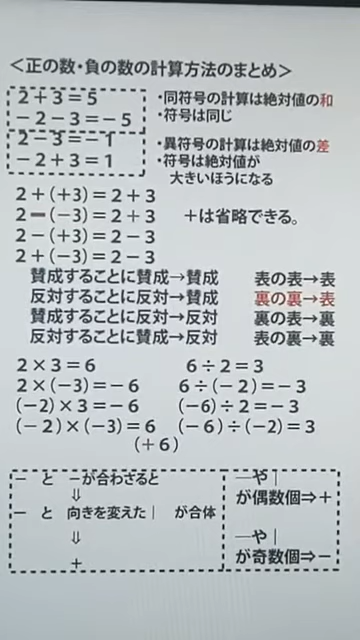 ＜正の数・負の数の計算方法のまとめ＞
2＋3＝5
－2－3＝－5
・同符号の計算は絶対値の和
・符号は同じ
2－3＝－1
－2＋3＝1
・異符号の計算は絶対値の差
・符号は絶対値が
大きいほうになる
2＋(＋3)＝2＋3
2－(－3)＝2＋3　＋は省略できる。
2－(＋3)＝2－3
2＋(－3)＝2－3
賛成することに賛成→賛成　表の表→表
反対することに反対→賛成　裏の裏→表
賛成することに反対→反対　裏の表→裏
反対することに賛成→反対　表の裏→裏
2×3＝6　6÷2＝3
2×(－3)＝－6　6÷(－2)＝－3
(－2)×3＝－6　(－6)÷2＝－3
(－2)×(－3)＝6　(－6)÷(－2)＝3
(＋6)
－ と －が合わさると
⇓
－ と 向きを変えた｜ が合体
⇓
＋
―や｜
が偶数個⇒＋
―や｜
が奇数個⇒－